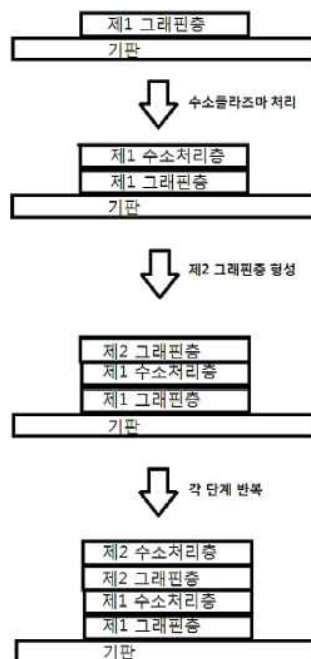 제1 그래핀층
기판
수소플라즈마 처리
제1 수소처리층
제1 그래핀층
기판
제2 그래핀층 형성
제2 그래핀층
제1 수소처리층
제1 그래핀층
기판
각 단계 반복
제2 수소처리층
제2 그래핀층
제1 수소처리층
제1 그래핀층
기판